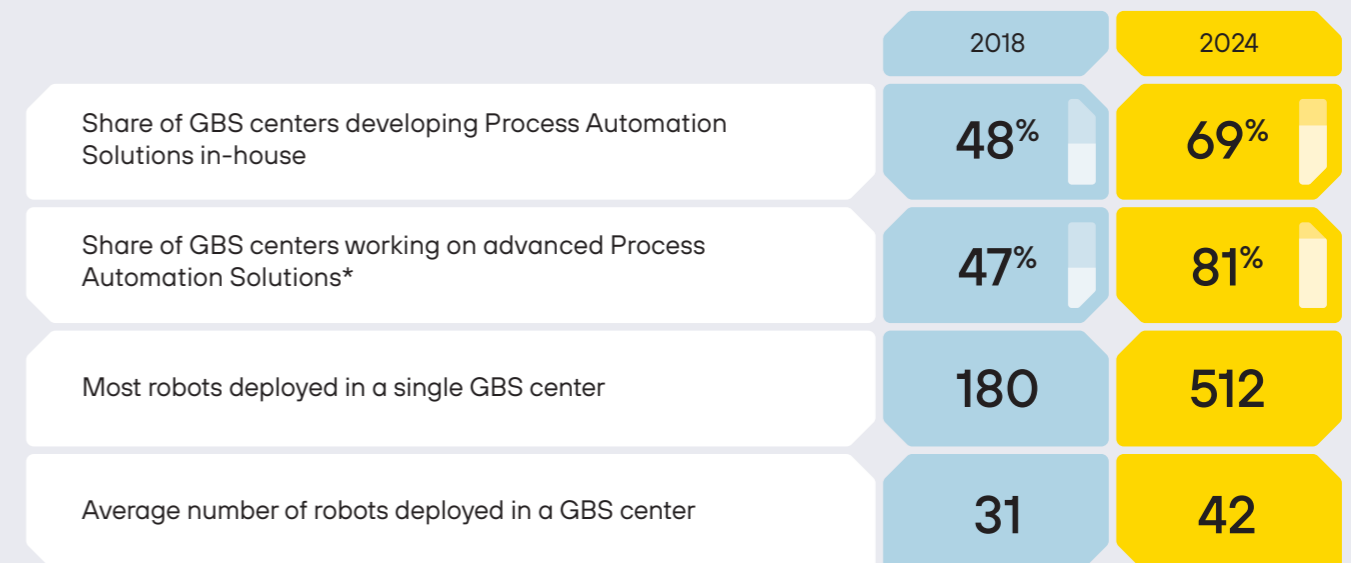 2018 2024
Share of GBS centers developing Process Automation
Solutions in-house
48% 69%
Share of GBS centers working on advanced Process
Automation Solutions*
47% 81%
Most robots deployed in a single GBS center
180 512
Average number of robots deployed in a GBS center
31 42